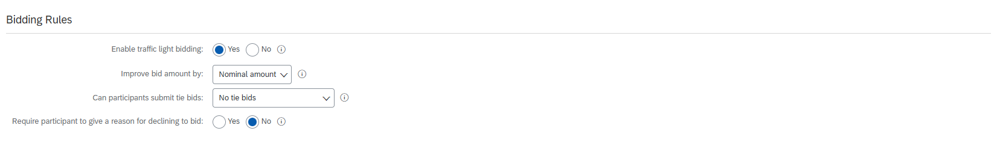 Bidding Rules
Enable traffic light bidding: Yes No
Improve bid amount by: Nominal amount
Can participants submit tie bids: No tie bids
Require participant to give a reason for declining to bid: Yes No